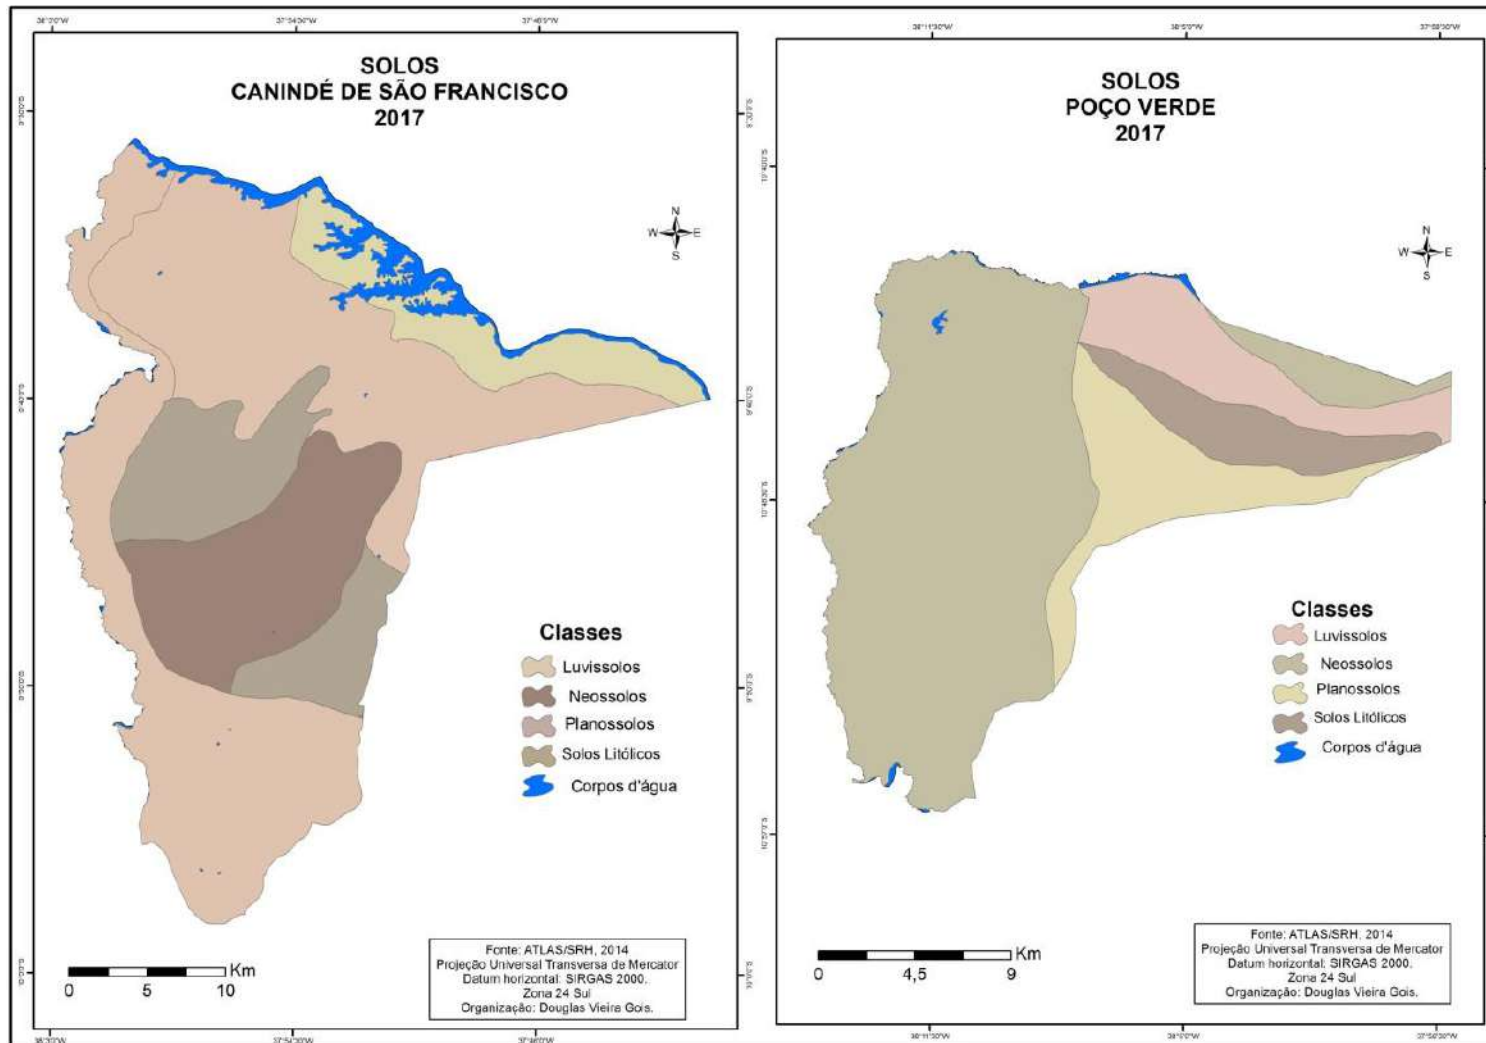 SOLOS
CANINDÉ DE SÃO FRANCISCO
2017
N
W E
S
Classes
Luvissolos
Neossolos
Planossolos
Solos Litólicos
Corpos d'água
Km
0 5 10
Fonte: ATLAS/SRH, 2014
Projeção Universal Transversa de Mercator
Datum horizontal: SIRGAS 2000.
Zona 24 Sul
Organização: Douglas Vieira Gois.
38°11'30"W
SOLOS
POÇO VERDE
2017
N
W E
S
Classes
Luvissolos
Neossolos
Planossolos
Solos Litólicos
Corpos d'água
Km
0 4,5 9
Fonte: ATLAS/SRH, 2014
Projeção Universal Transversa de Mercator
Datum horizontal: SIRGAS 2000.
Zona 24 Sul
Organização: Douglas Vieira Gois.